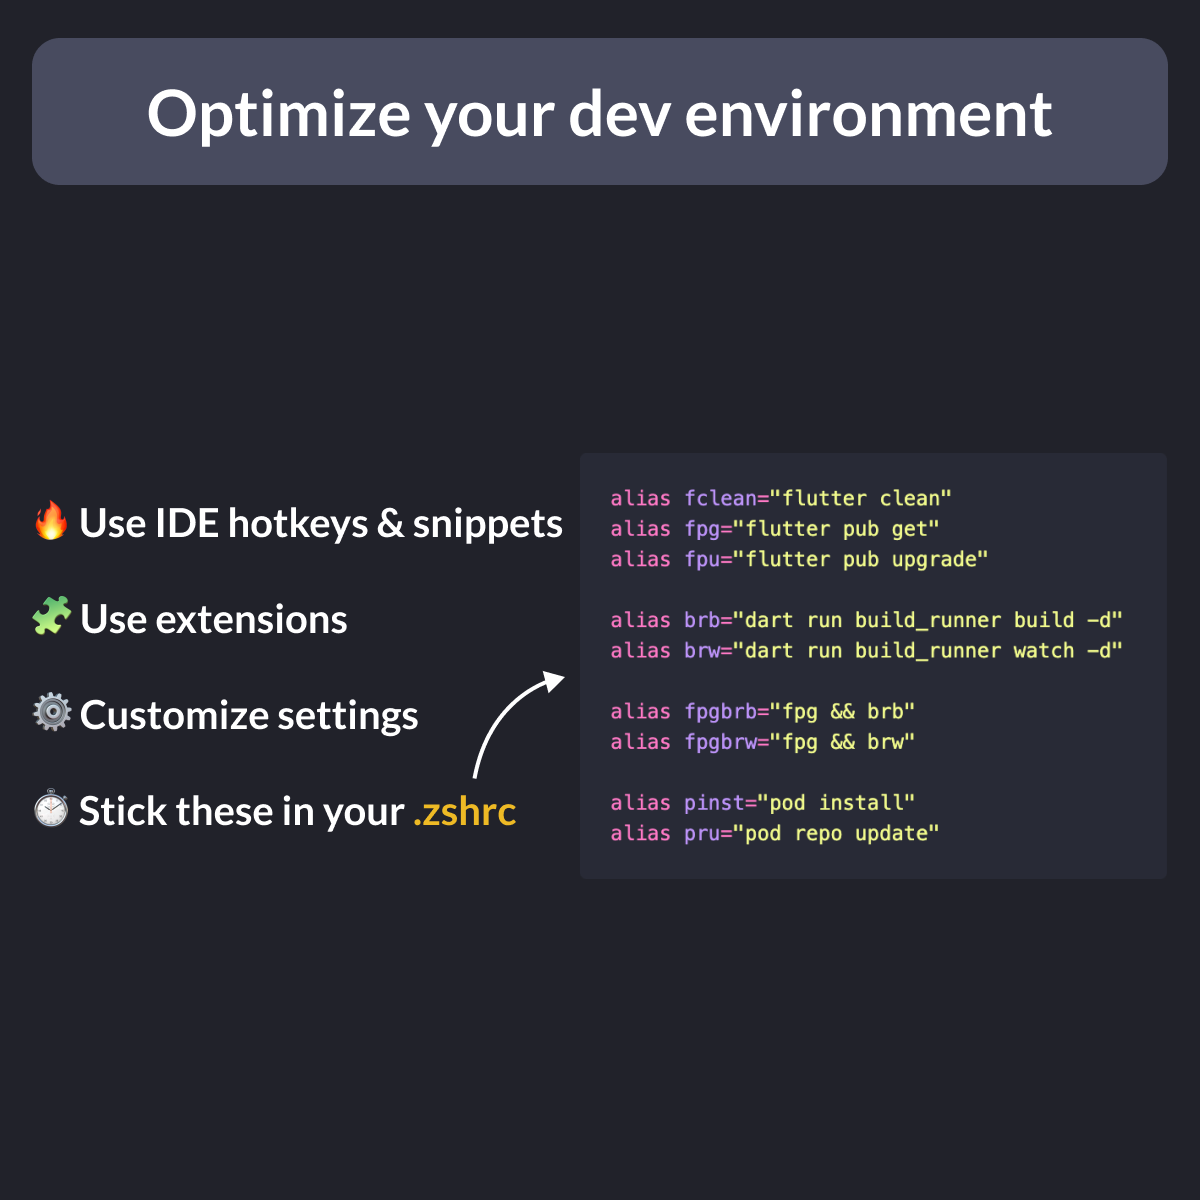 Optimize your dev environment
🔥 Use IDE hotkeys & snippets
🧩 Use extensions
⚙️ Customize settings
⏱️ Stick these in your .zshrc
alias fclean="flutter clean"
alias fpg="flutter pub get"
alias fpu="flutter pub upgrade"
alias brb="dart run build_runner build -d"
alias brw="dart run build_runner watch -d"
alias fpgbrb="fpg && brb"
alias fpgbrw="fpg && brw"
alias pinst="pod install"
alias pru="pod repo update"